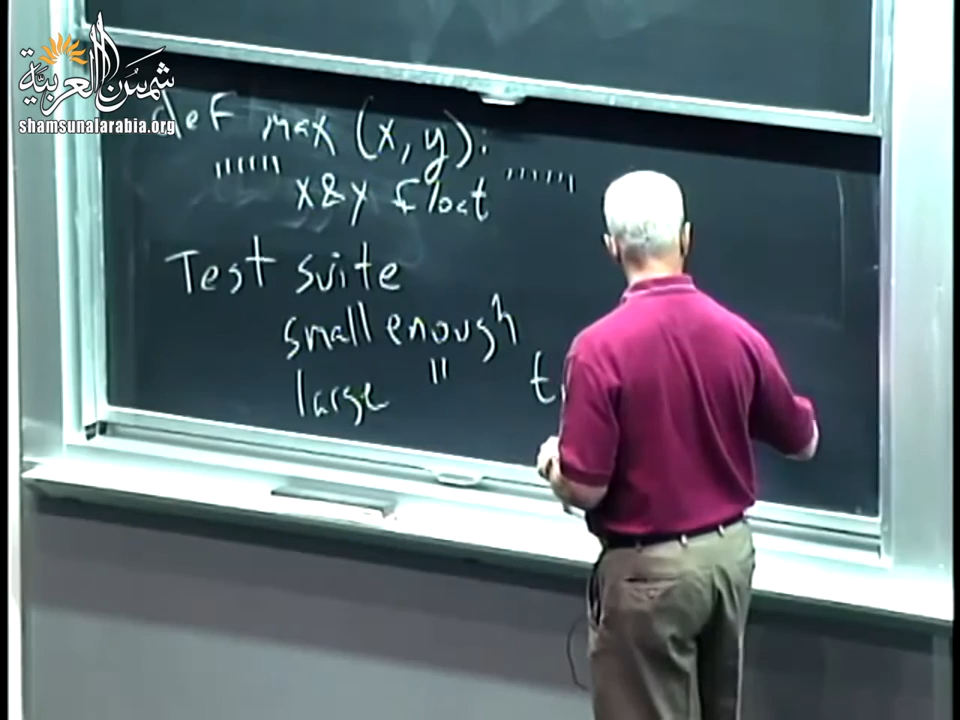 شمس العربية
shamsunalarabia.org
def max (x, y):
""" x & y float """
Test suite
small enough
large "